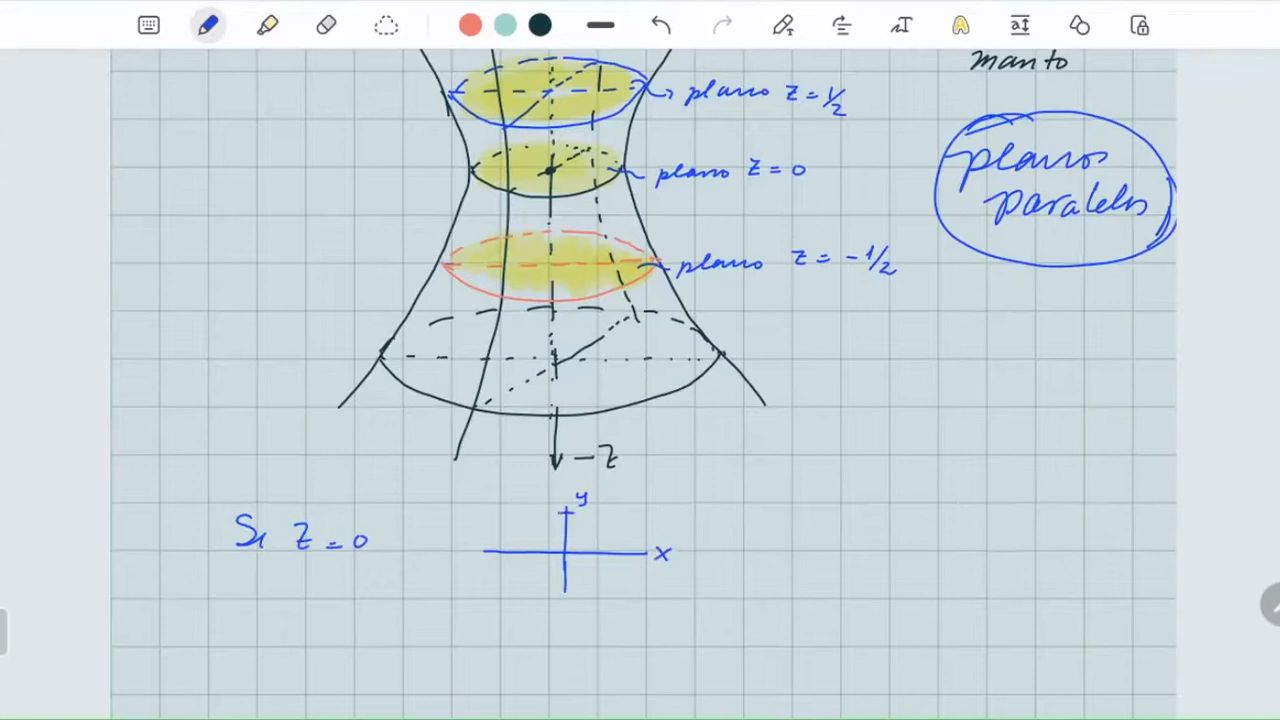 manto
plano z = 1/2
planos
paralelos
plano z = 0
plano z = -1/2
-z
y
Si z = 0
x